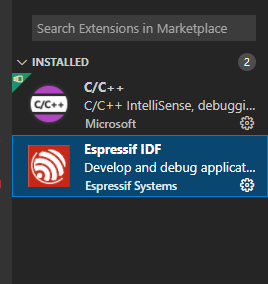 Search Extensions in Marketplace
INSTALLED 2
C/C++
C/C++
C/C++ IntelliSense, debuggi...
Microsoft
Espressif IDF
Develop and debug applicat...
Espressif Systems